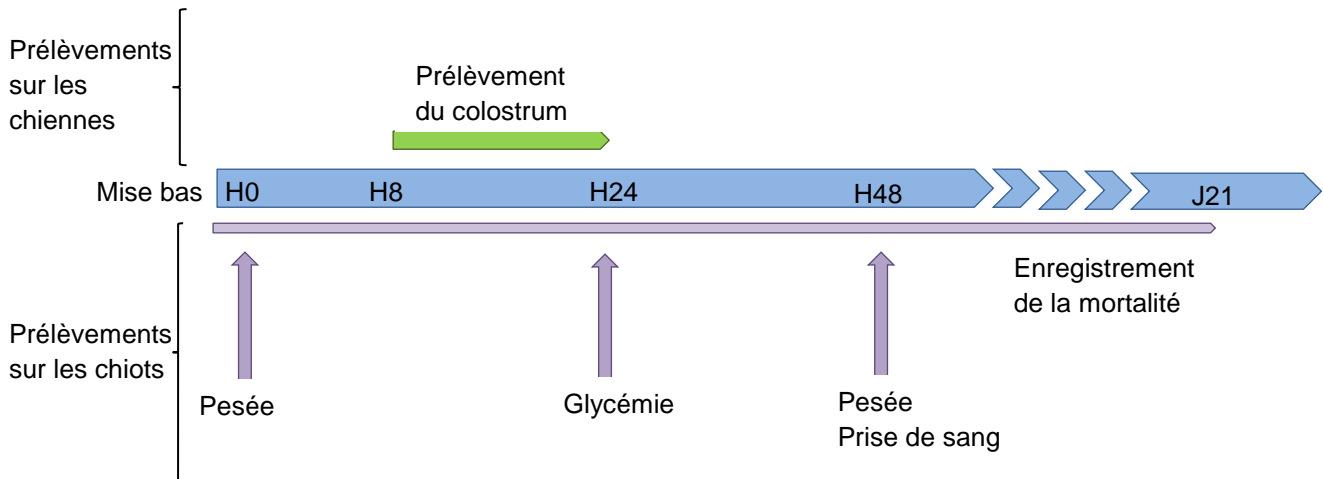 Prélèvements
sur les
chiennes
Prélèvement
du colostrum
Mise bas
H0
H8
H24
H48
J21
Enregistrement
de la mortalité
Prélèvements
sur les chiots
Pesée
Glycémie
Pesée
Prise de sang